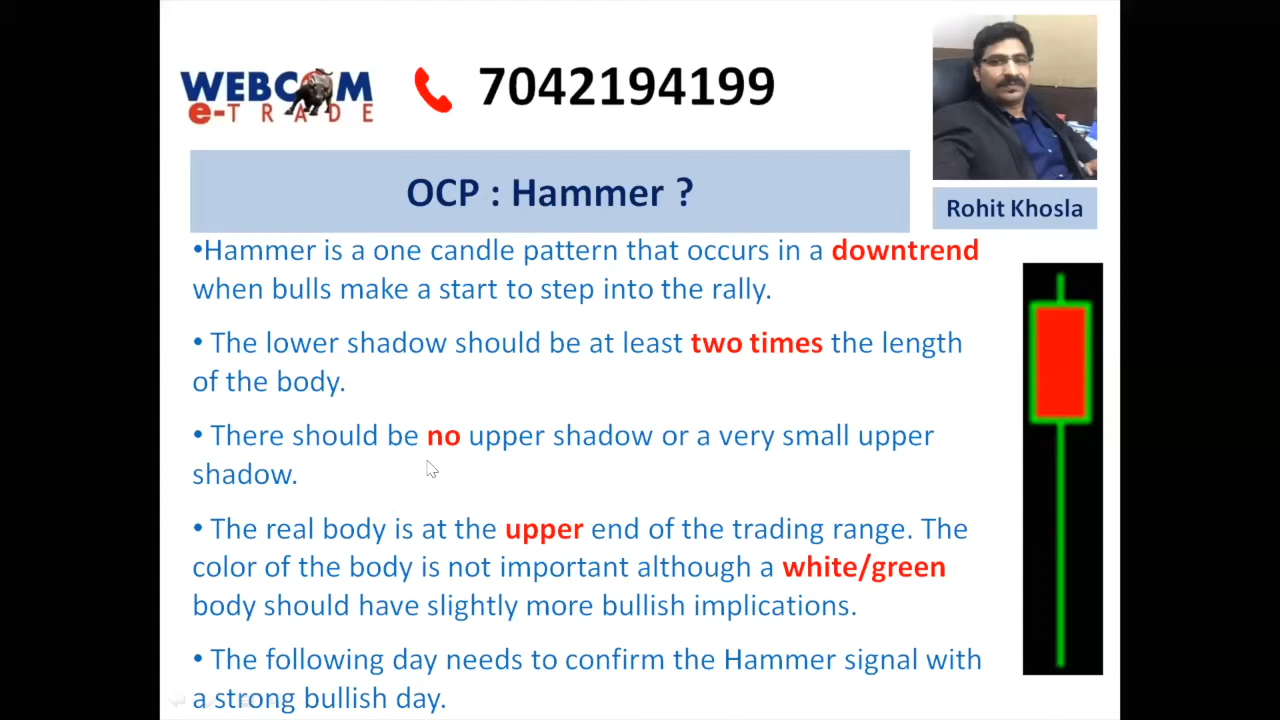 WEBCOM
e-TRADE
7042194199
OCP : Hammer ?
Rohit Khosla
•Hammer is a one candle pattern that occurs in a downtrend
when bulls make a start to step into the rally.
• The lower shadow should be at least two times the length
of the body.
• There should be no upper shadow or a very small upper
shadow.
• The real body is at the upper end of the trading range. The
color of the body is not important although a white/green
body should have slightly more bullish implications.
• The following day needs to confirm the Hammer signal with
a strong bullish day.